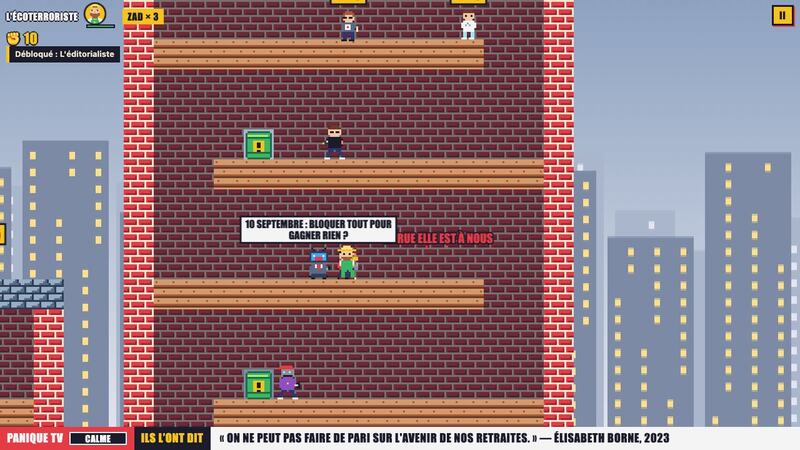 L'ÉCOTERRORISTE
ZAD × 3
10
Débloqué : L'éditorialiste
!
10 SEPTEMBRE : BLOQUER TOUT POUR
GAGNER RIEN ?
RUE ELLE EST À NOUS
!
PANIQUE TV
CALME
ILS L'ONT DIT
« ON NE PEUT PAS FAIRE DE PARI SUR L'AVENIR DE NOS RETRAITES. » — ÉLISABETH BORNE, 2023